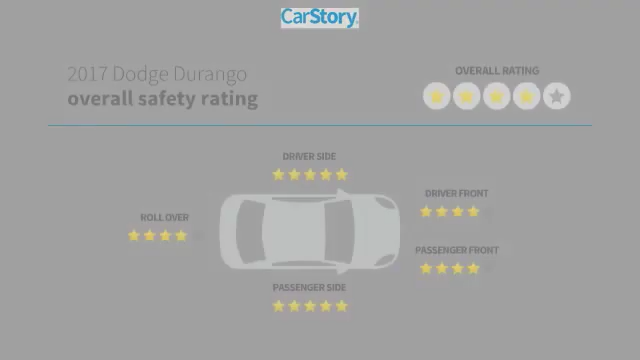 CarStory
2017 Dodge Durango
overall safety rating
OVERALL RATING
DRIVER SIDE
DRIVER FRONT
ROLL OVER
PASSENGER FRONT
PASSENGER SIDE